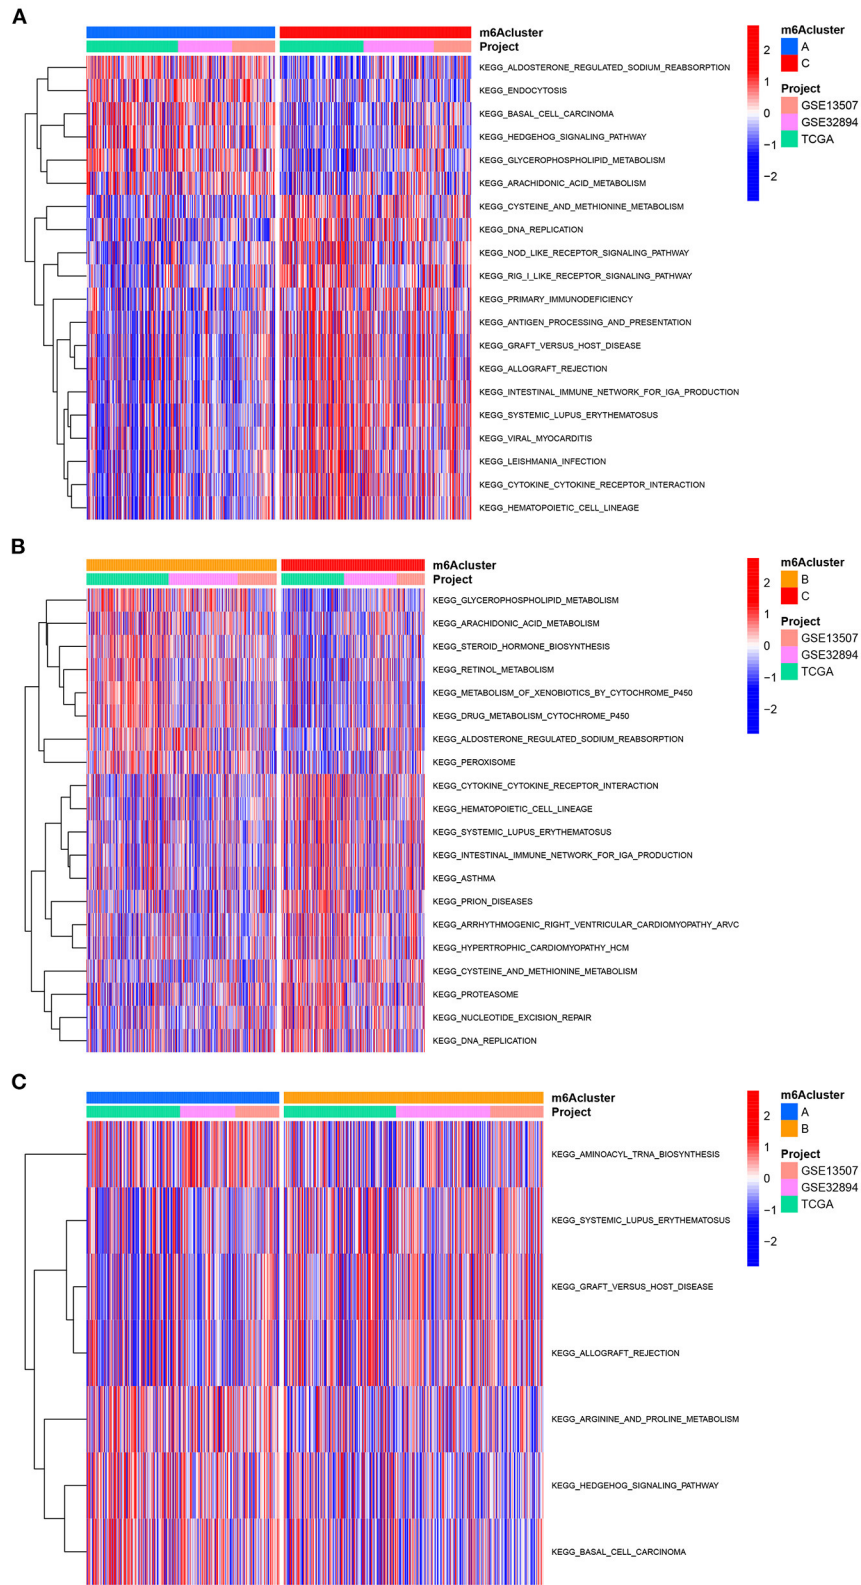 A
m6Acluster
Project
KEGG_ALDOSTERONE_REGULATED_SODIUM_REABSORPTION
KEGG_ENDOCYTOSIS
KEGG_BASAL_CELL_CARCINOMA
KEGG_HEDGEHOG_SIGNALING_PATHWAY
KEGG_GLYCEROPHOSPHOLIPID_METABOLISM
KEGG_ARACHIDONIC_ACID_METABOLISM
KEGG_CYSTEINE_AND_METHIONINE_METABOLISM
KEGG_DNA_REPLICATION
KEGG_NOD_LIKE_RECEPTOR_SIGNALING_PATHWAY
KEGG_RIG_I_LIKE_RECEPTOR_SIGNALING_PATHWAY
KEGG_PRIMARY_IMMUNODEFICIENCY
KEGG_ANTIGEN_PROCESSING_AND_PRESENTATION
KEGG_GRAFT_VERSUS_HOST_DISEASE
KEGG_ALLOGRAFT_REJECTION
KEGG_INTESTINAL_IMMUNE_NETWORK_FOR_IGA_PRODUCTION
KEGG_SYSTEMIC_LUPUS_ERYTHEMATOSUS
KEGG_VIRAL_MYOCARDITIS
KEGG_LEISHMANIA_INFECTION
KEGG_CYTOKINE_CYTOKINE_RECEPTOR_INTERACTION
KEGG_HEMATOPOIETIC_CELL_LINEAGE
2
1
0
−1
−2
m6Acluster
A
C
Project
GSE13507
GSE32894
TCGA
B
m6Acluster
Project
KEGG_GLYCEROPHOSPHOLIPID_METABOLISM
KEGG_ARACHIDONIC_ACID_METABOLISM
KEGG_STEROID_HORMONE_BIOSYNTHESIS
KEGG_RETINOL_METABOLISM
KEGG_METABOLISM_OF_XENOBIOTICS_BY_CYTOCHROME_P450
KEGG_DRUG_METABOLISM_CYTOCHROME_P450
KEGG_ALDOSTERONE_REGULATED_SODIUM_REABSORPTION
KEGG_PEROXISOME
KEGG_CYTOKINE_CYTOKINE_RECEPTOR_INTERACTION
KEGG_HEMATOPOIETIC_CELL_LINEAGE
KEGG_SYSTEMIC_LUPUS_ERYTHEMATOSUS
KEGG_INTESTINAL_IMMUNE_NETWORK_FOR_IGA_PRODUCTION
KEGG_ASTHMA
KEGG_PRION_DISEASES
KEGG_ARRHYTHMOGENIC_RIGHT_VENTRICULAR_CARDIOMYOPATHY_ARVC
KEGG_HYPERTROPHIC_CARDIOMYOPATHY_HCM
KEGG_CYSTEINE_AND_METHIONINE_METABOLISM
KEGG_PROTEASOME
KEGG_NUCLEOTIDE_EXCISION_REPAIR
KEGG_DNA_REPLICATION
2
1
0
−1
−2
m6Acluster
B
C
Project
GSE13507
GSE32894
TCGA
C
m6Acluster
Project
KEGG_AMINOACYL_TRNA_BIOSYNTHESIS
KEGG_SYSTEMIC_LUPUS_ERYTHEMATOSUS
KEGG_GRAFT_VERSUS_HOST_DISEASE
KEGG_ALLOGRAFT_REJECTION
KEGG_ARGININE_AND_PROLINE_METABOLISM
KEGG_HEDGEHOG_SIGNALING_PATHWAY
KEGG_BASAL_CELL_CARCINOMA
2
1
0
−1
−2
m6Acluster
A
B
Project
GSE13507
GSE32894
TCGA